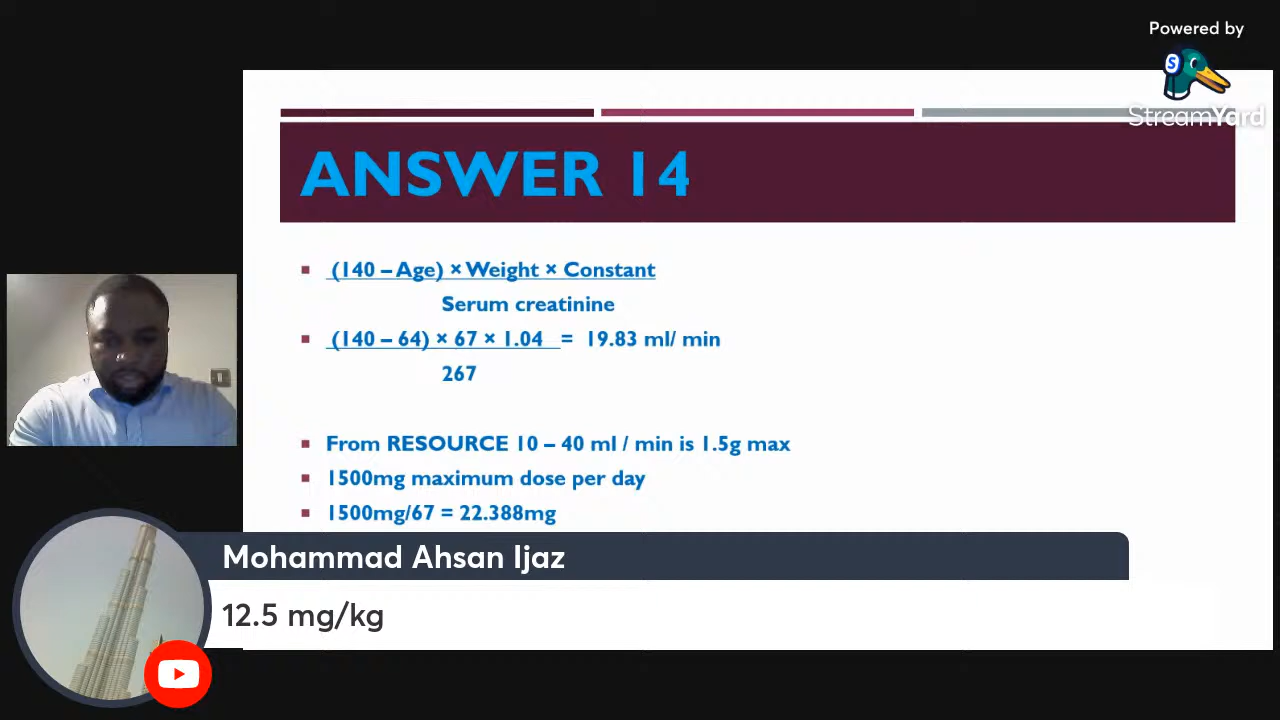 Powered by
StreamYard
ANSWER 14
(140 – Age) × Weight × Constant
Serum creatinine
(140 – 64) × 67 × 1.04 = 19.83 ml/ min
267
From RESOURCE 10 – 40 ml / min is 1.5g max
1500mg maximum dose per day
1500mg/67 = 22.388mg
Mohammad Ahsan Ijaz
12.5 mg/kg